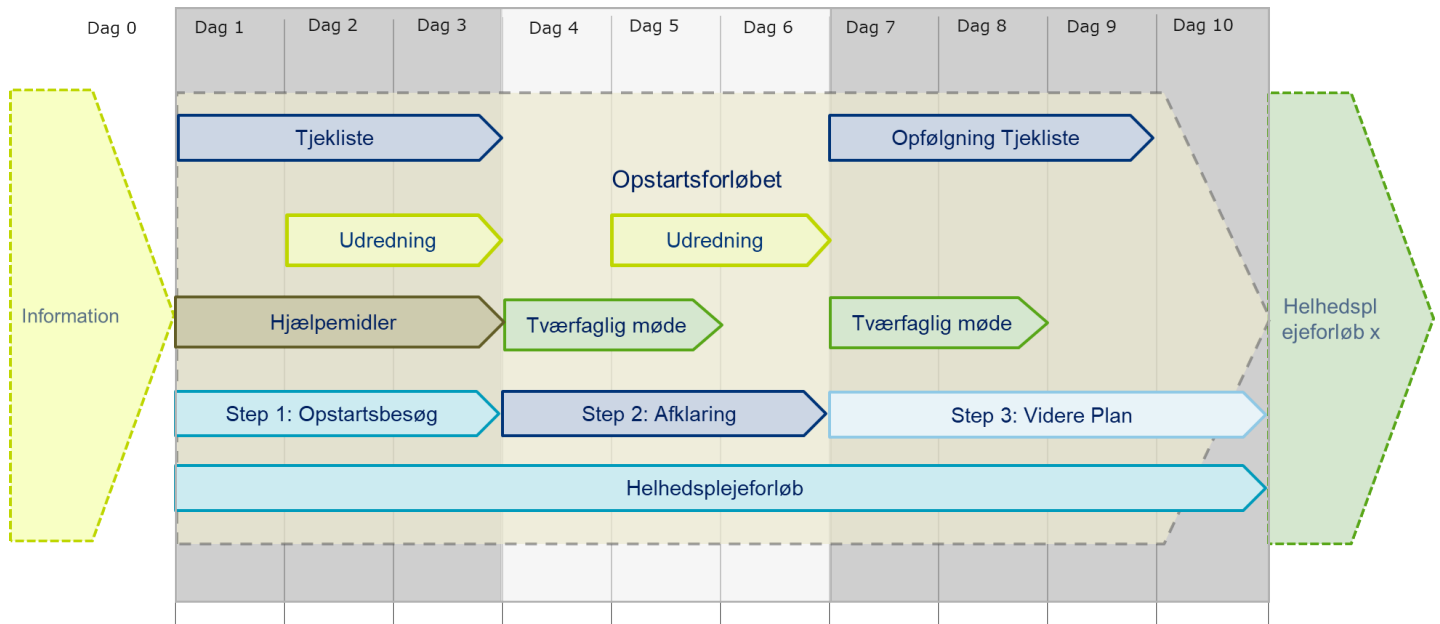 Dag 0
Dag 1
Dag 2
Dag 3
Dag 4
Dag 5
Dag 6
Dag 7
Dag 8
Dag 9
Dag 10
Tjekliste
Opfølgning Tjekliste
Opstartsforløbet
Udredning
Udredning
Information
Hjælpemidler
Tværfaglig møde
Tværfaglig møde
Helhedspl
ejeforløb x
Step 1: Opstartsbesøg
Step 2: Afklaring
Step 3: Videre Plan
Helhedsplejeforløb